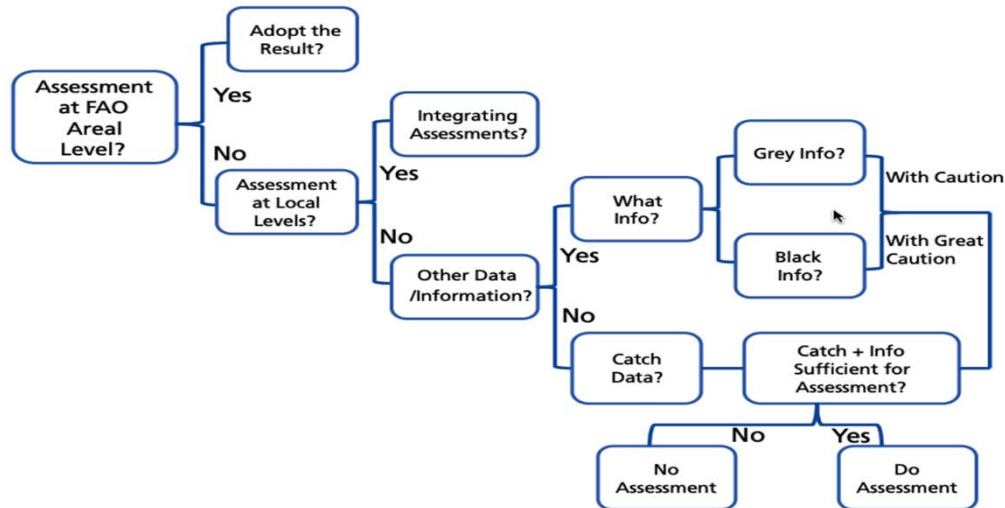 Adopt the
Result?
Assessment
at FAO
Areal
Level?
Yes
No
Integrating
Assessments?
Assessment
at Local
Levels?
Yes
No
Grey Info?
With Caution
What
Info?
Other Data
/Information?
Yes
No
With Great
Caution
Black
Info?
Catch
Data?
Catch + Info
Sufficient for
Assessment?
No
Yes
No
Assessment
Do
Assessment